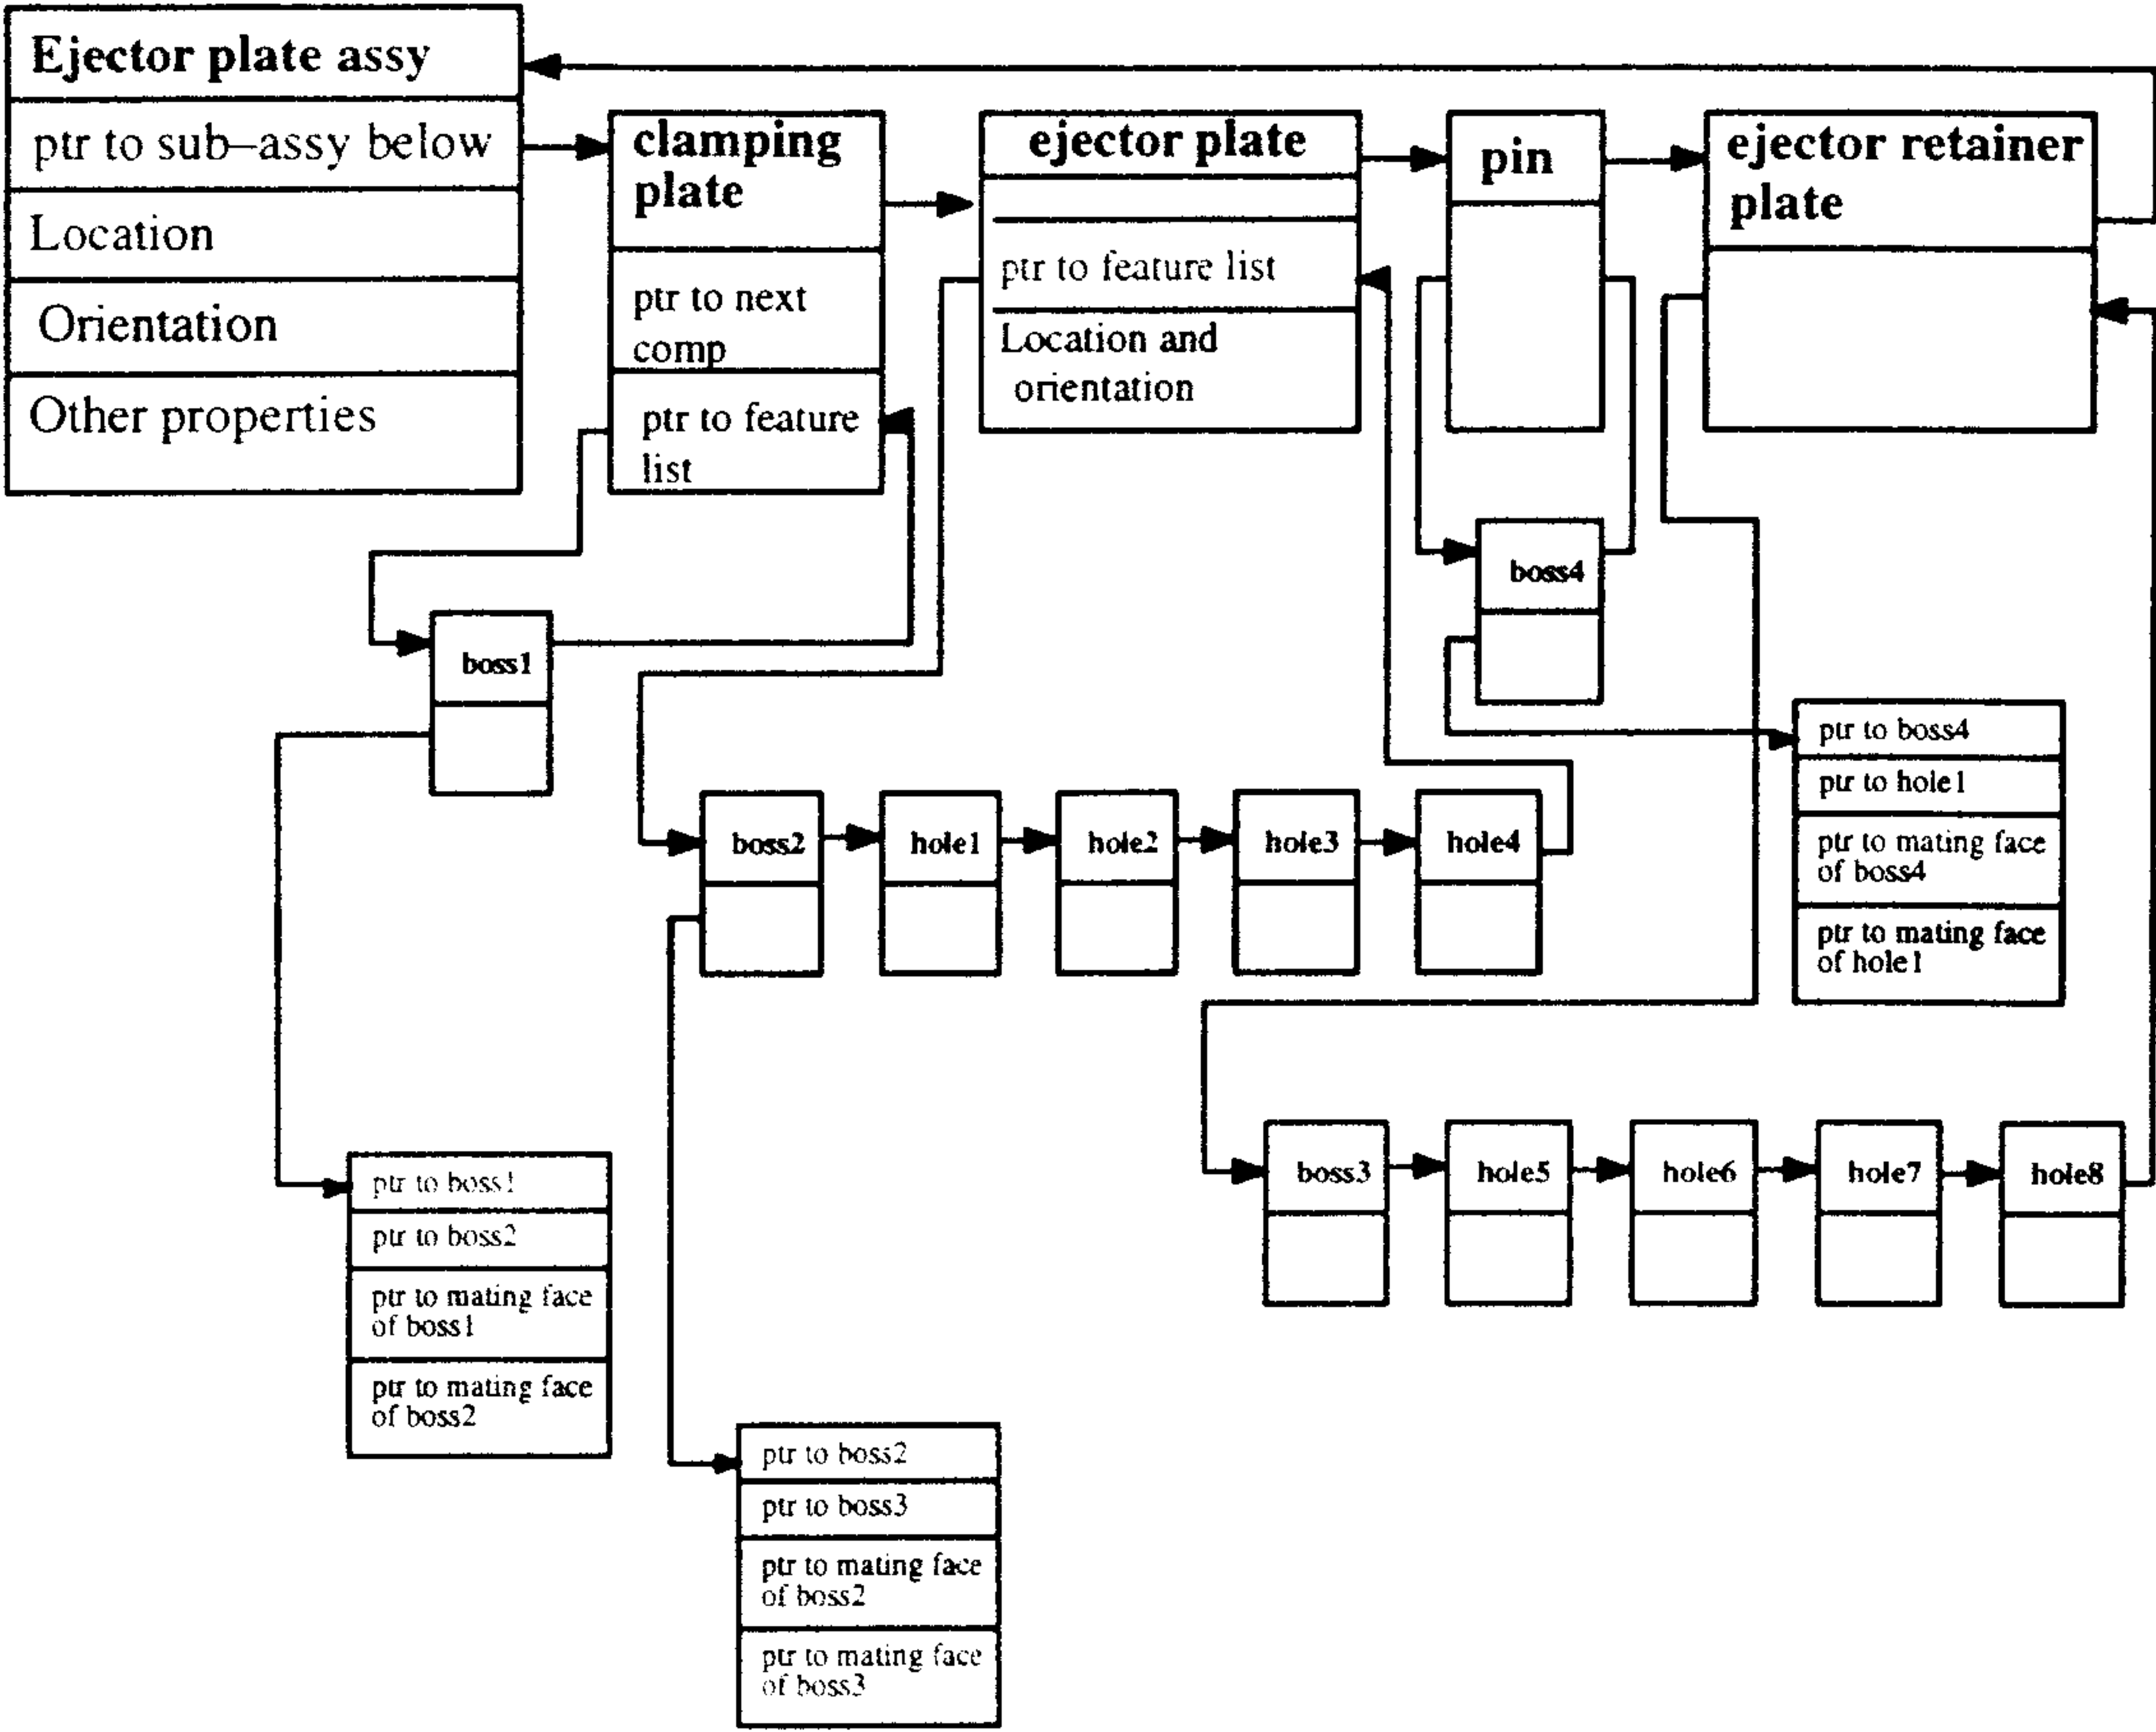 Ejector plate assy
ptr to sub–assy below
Location
Orientation
Other properties
clamping
plate
ptr to next
comp
ptr to feature
list
ejector plate
ptr to feature list
Location and
orientation
pin
ejector retainer
plate
boss4
boss1
ptr to boss4
ptr to hole1
ptr to mating face
of boss4
ptr to mating face
of hole1
boss2
hole1
hole2
hole3
hole4
boss3
hole5
hole6
hole7
hole8
ptr to boss1
ptr to boss2
ptr to mating face
of boss1
ptr to mating face
of boss2
ptr to boss2
ptr to boss3
ptr to mating face
of boss2
ptr to mating face
of boss3